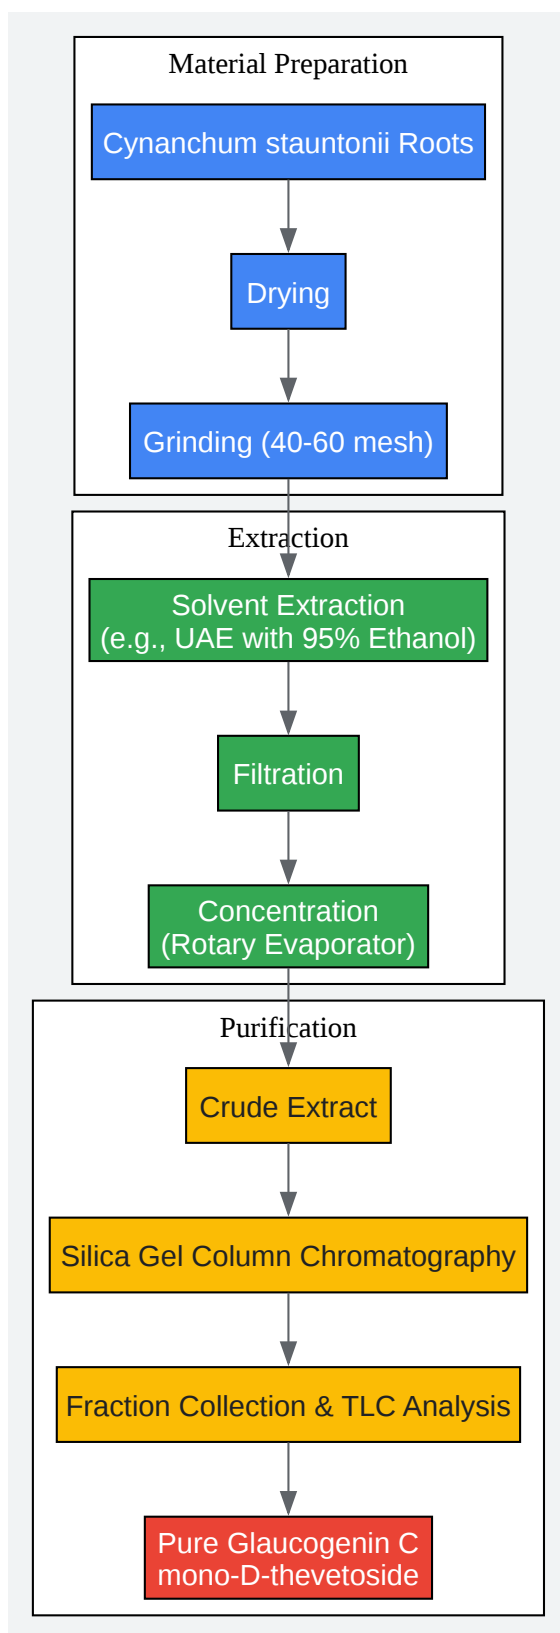 Material Preparation
Cynanchum stauntonii Roots
Drying
Grinding (40-60 mesh)
Extraction
Solvent Extraction
(e.g., UAE with 95% Ethanol)
Filtration
Concentration
(Rotary Evaporator)
Purification
Crude Extract
Silica Gel Column Chromatography
Fraction Collection & TLC Analysis
Pure Glaucogenin C
mono-D-thevetoside